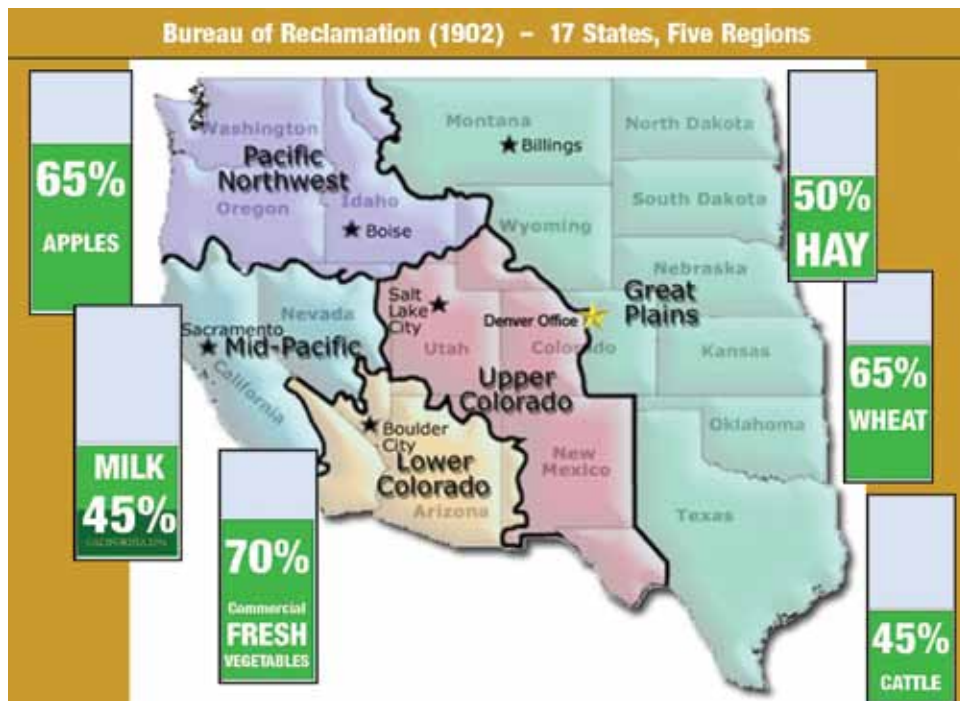 Bureau of Reclamation (1902) – 17 States, Five Regions
65%
APPLES
MILK
45%
70%
Commercial
FRESH
VEGETABLES
Washington
Pacific
Northwest
Oregon
Idaho
Boise
Montana
Billings
North Dakota
South Dakota
Wyoming
Nebraska
Great
Plains
Denver Office
Colorado
Kansas
Salt
Lake
City
Utah
Upper
Colorado
Nevada
Sacramento
Mid-Pacific
California
Boulder
City
Lower
Colorado
Arizona
New
Mexico
Oklahoma
Texas
50%
HAY
65%
WHEAT
45%
CATTLE